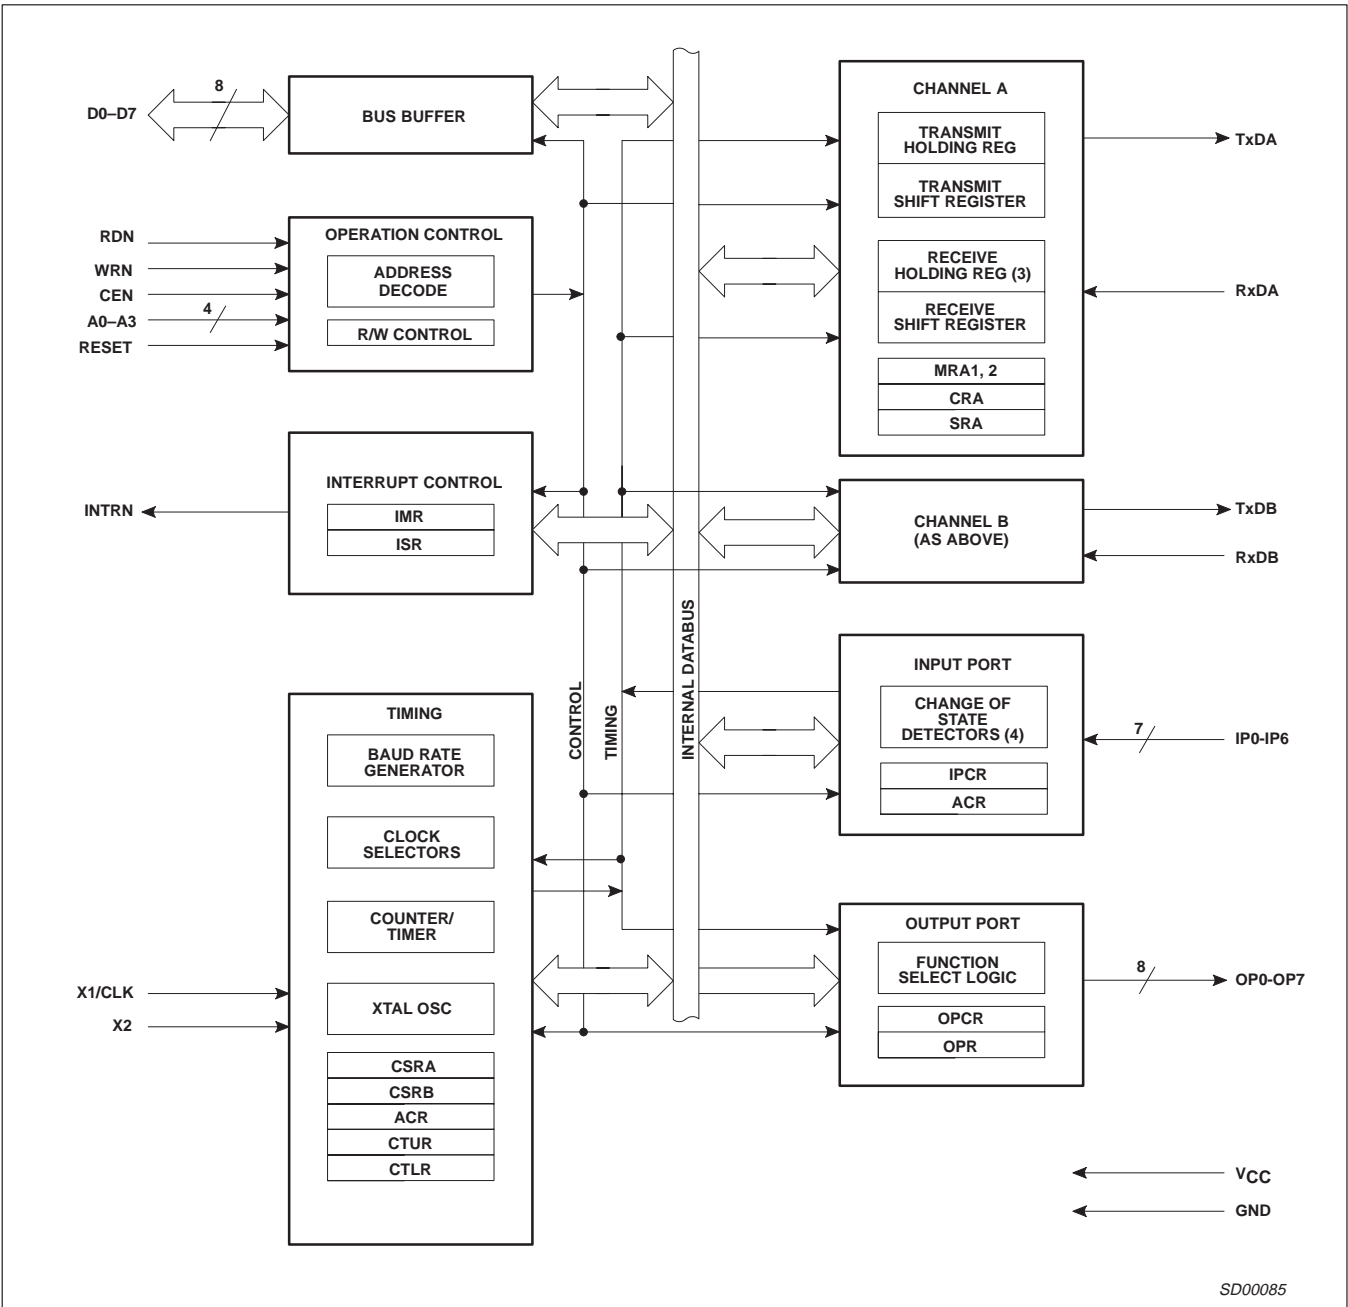 D0–D7
8
BUS BUFFER
RDN
WRN
CEN
A0–A3
4
RESET
OPERATION CONTROL
ADDRESS
DECODE
R/W CONTROL
INTRN
INTERRUPT CONTROL
IMR
ISR
TIMING
BAUD RATE
GENERATOR
CLOCK
SELECTORS
COUNTER/
TIMER
XTAL OSC
CSRA
CSRB
ACR
CTUR
CTLR
X1/CLK
X2
CONTROL
TIMING
INTERNAL DATABUS
CHANNEL A
TRANSMIT
HOLDING REG
TRANSMIT
SHIFT REGISTER
RECEIVE
HOLDING REG (3)
RECEIVE
SHIFT REGISTER
MRA1, 2
CRA
SRA
TxDA
RxDA
CHANNEL B
(AS ABOVE)
TxDB
RxDB
INPUT PORT
CHANGE OF
STATE
DETECTORS (4)
IPCR
ACR
7
IP0-IP6
OUTPUT PORT
FUNCTION
SELECT LOGIC
OPCR
OPR
8
OP0-OP7
VCC
GND
SD00085